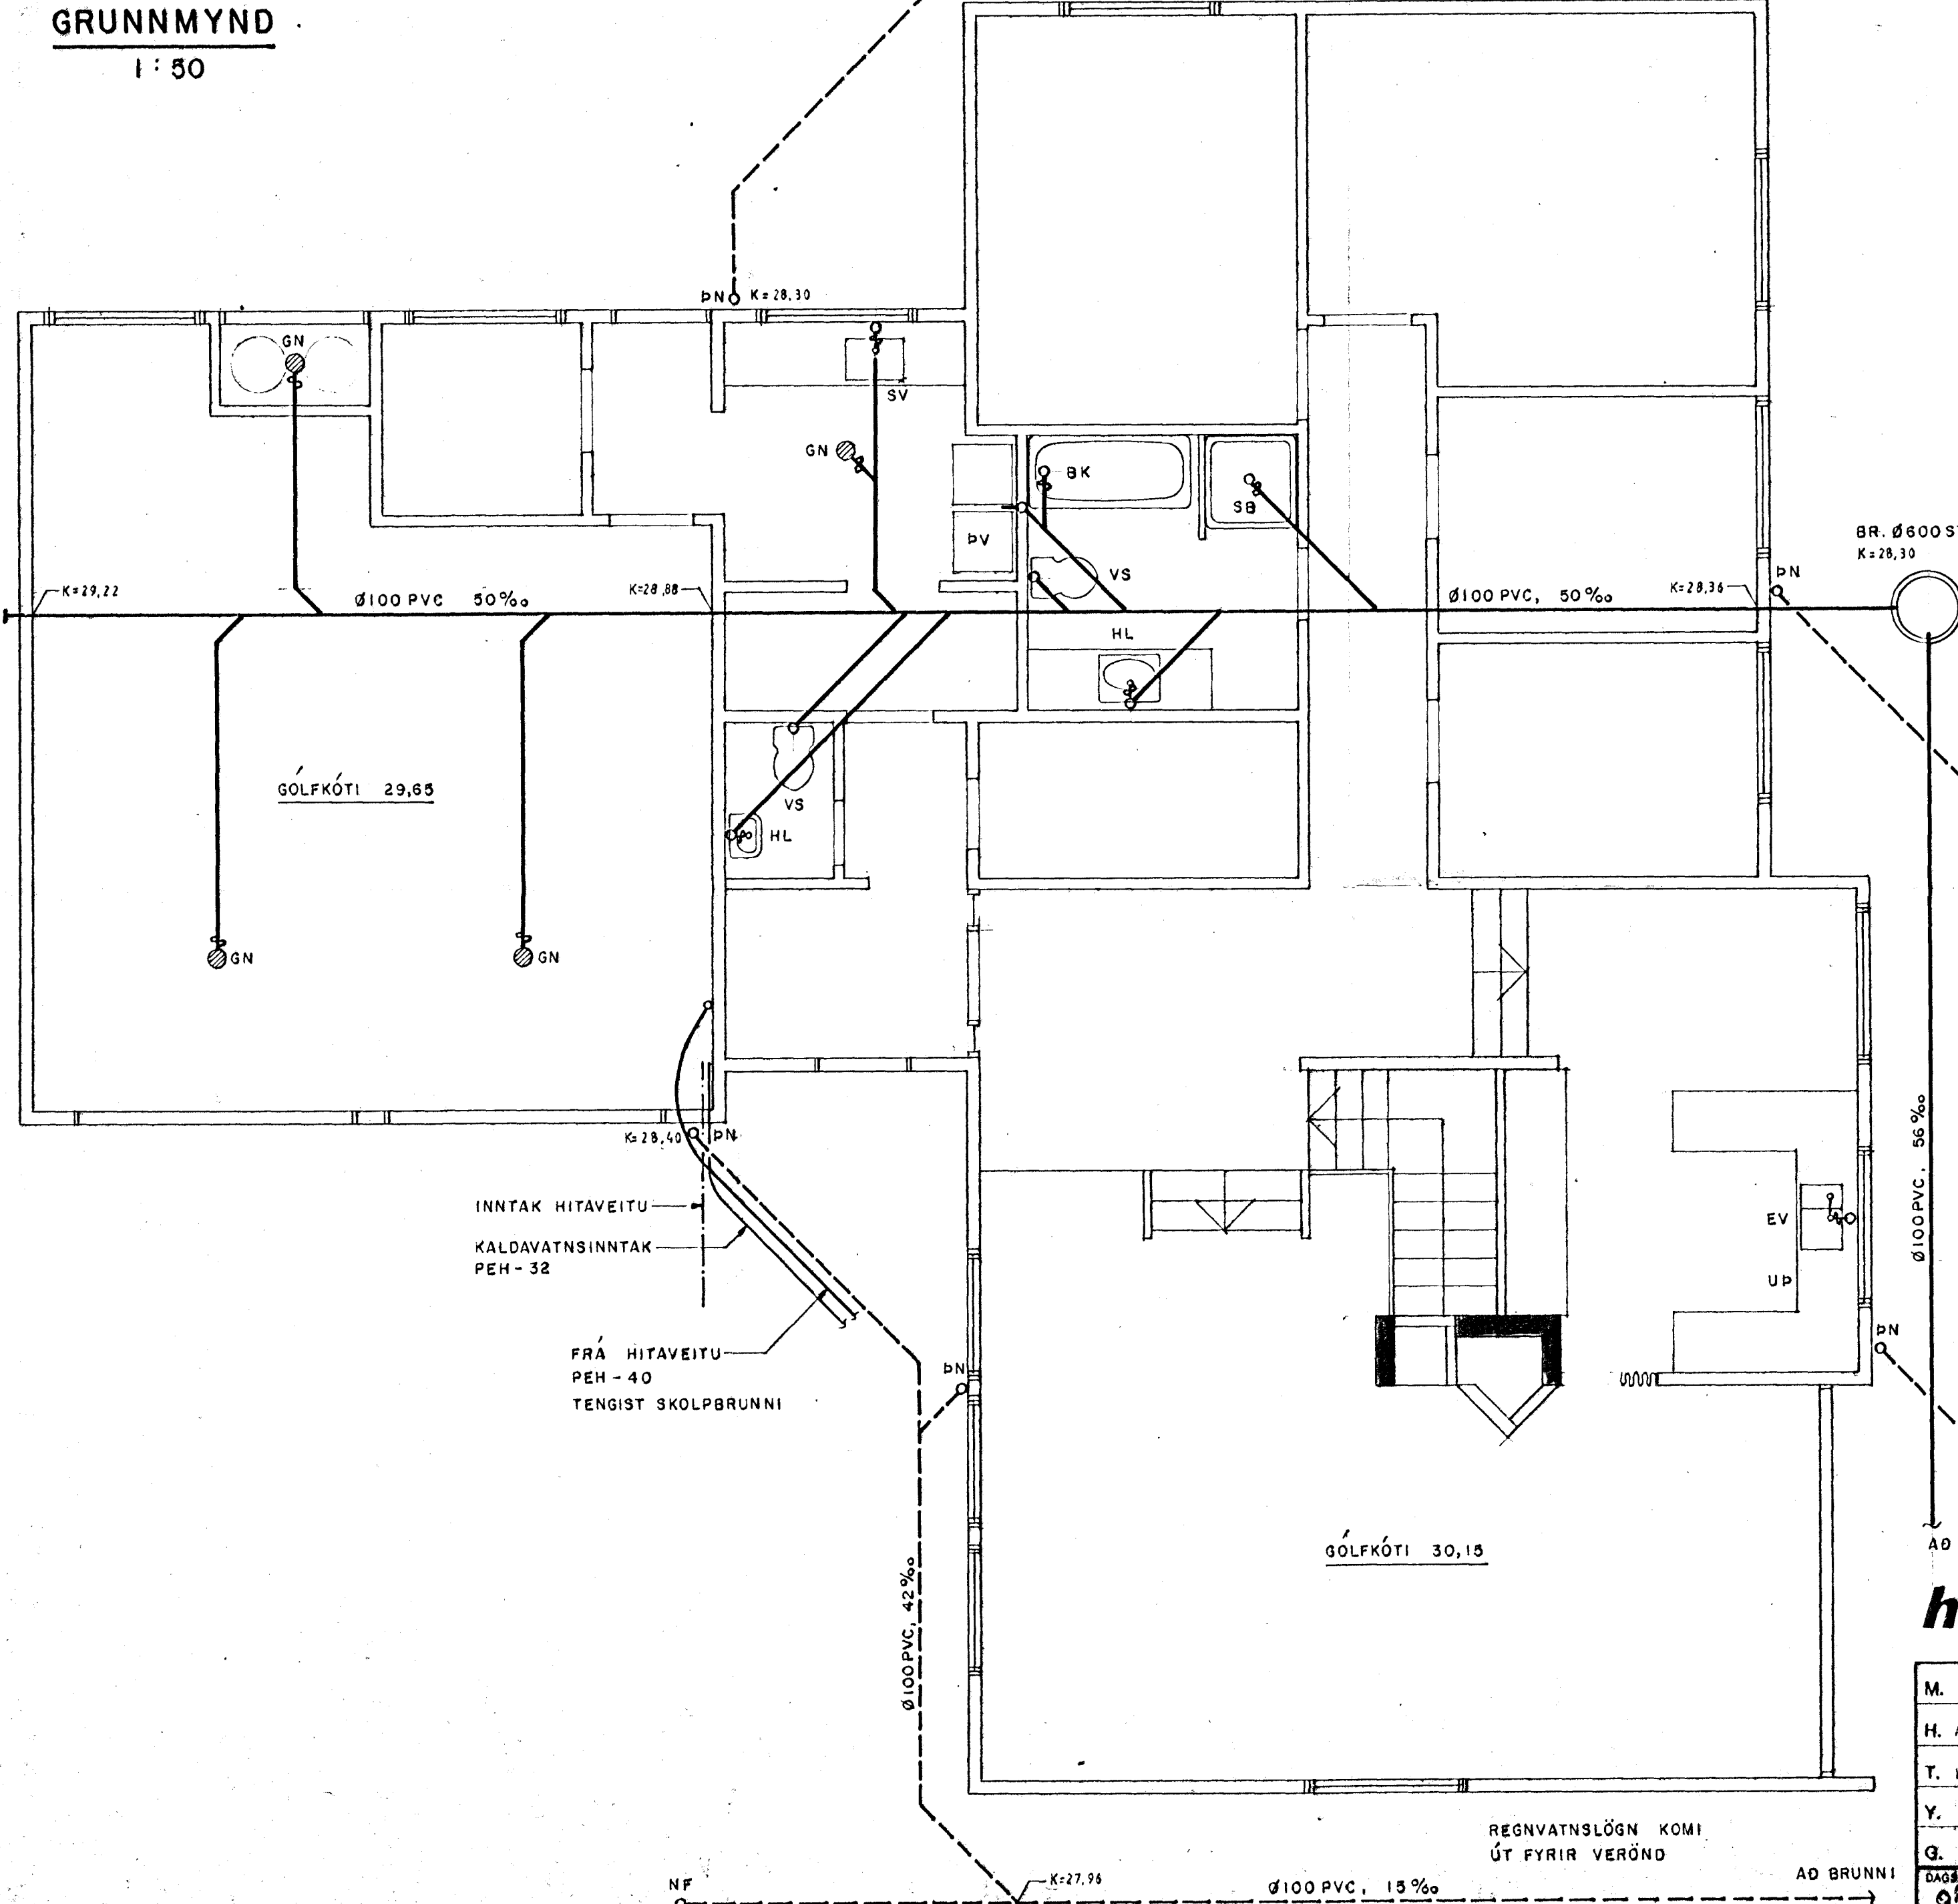 GRUNNMYND
1:50
ÞN K=28,30
GN
SV
GN
BK
SB
ÞV
VS
BR. Ø600 S
K=28,30
K=29,22
Ø100 PVC 50‰
K=28,88
Ø100 PVC, 50‰
K=28,36
ÞN
HL
GÓLFKÓTI 29,65
VS
HL
GN
GN
K=28,40
ÞN
Ø100 PVC, 56‰
INNTAK HITAVEITU
KALDAVATNSINNTAK
PEH-32
EV
UÞ
FRÁ HITAVEITU
PEH-40
TENGIST SKOLPBRUNNI
ÞN
ÞN
GÓLFKÓTI 30,15
AÐ
Ø100 PVC, 42‰
h
M.
H.
T.
Y.
G.
REGNVATNSLÖGN KOMI
ÚT FYRIR VERÖND
NF
K=27,96
Ø100 PVC, 15‰
AÐ BRUNNI